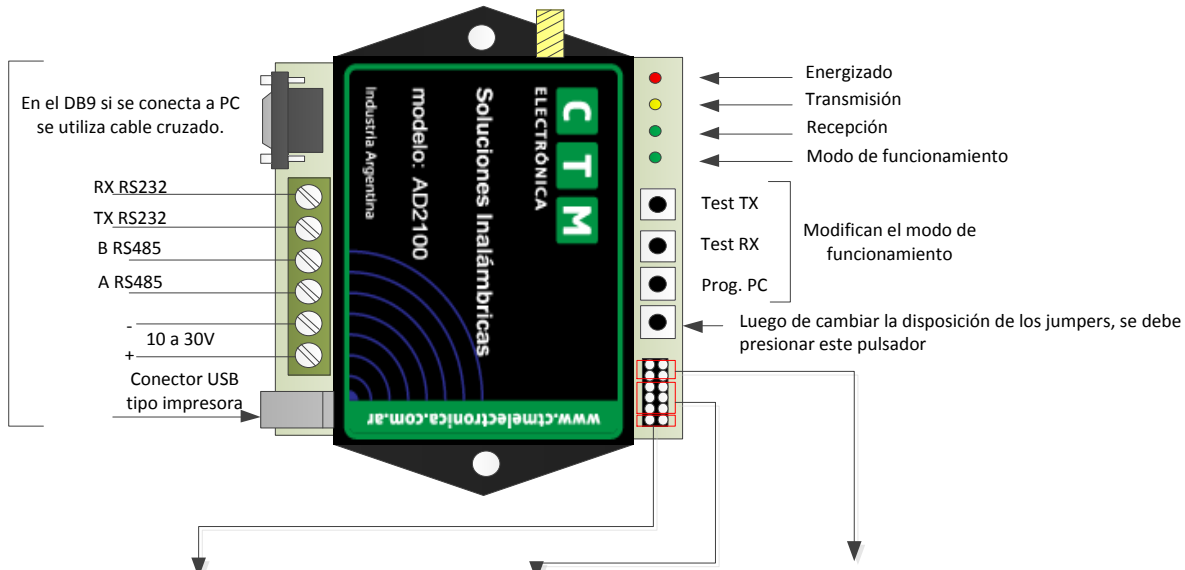 En el DB9 si se conecta a PC
se utiliza cable cruzado.
RX RS232
TX RS232
B RS485
A RS485
-
10 a 30V
+
Conector USB
tipo impresora
CTM
ELECTRÓNICA
Soluciones Inalámbricas
modelo: AD2100
Industria Argentina
www.ctmelectronica.com.ar
Energizado
Transmisión
Recepción
Modo de funcionamiento
Test TX
Test RX
Prog. PC
Modifican el modo de
funcionamiento
Luego de cambiar la disposición de los jumpers, se debe
presionar este pulsador